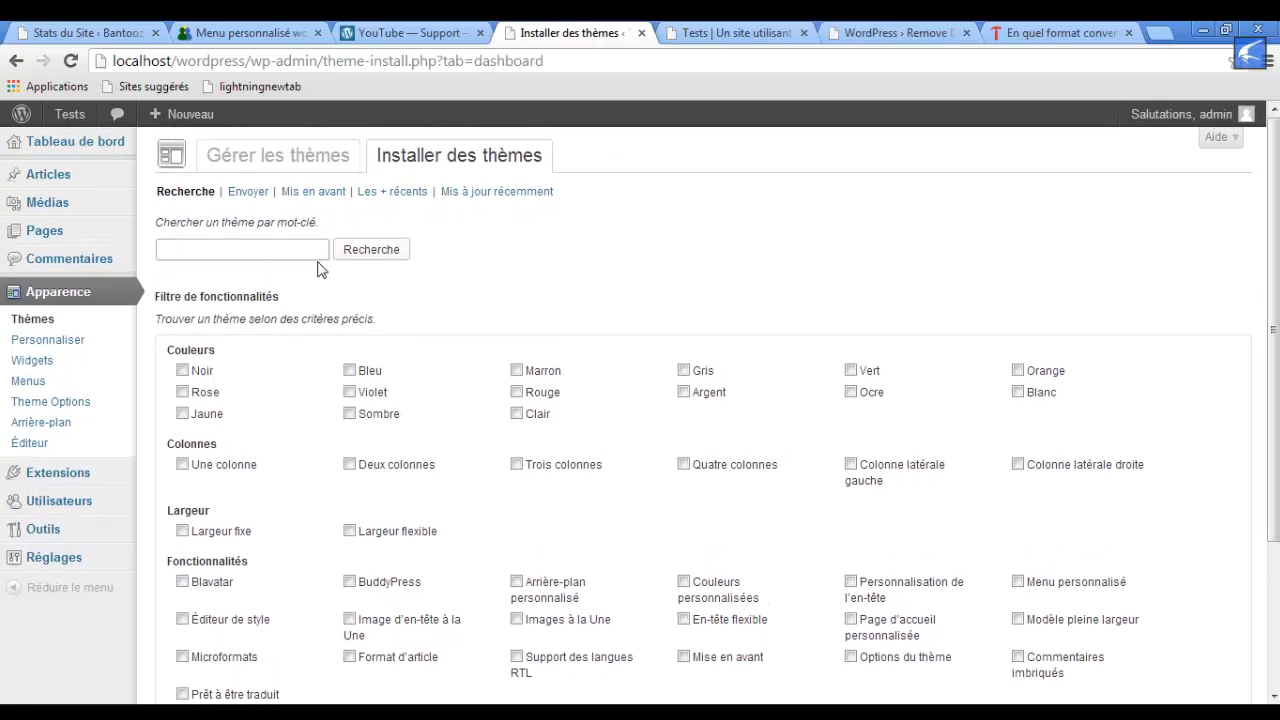 Stats du Site ‹ Bantooz
Menu personnalisé wo
YouTube — Support –
Installer des thèmes ‹
Tests | Un site utilisant
WordPress › Remove D
En quel format conver
localhost/wordpress/wp-admin/theme-install.php?tab=dashboard
Applications
Sites suggérés
lightningnewtab
Tests
Nouveau
Salutations, admin
Aide
Tableau de bord
Articles
Médias
Pages
Commentaires
Apparence
Thèmes
Personnaliser
Widgets
Menus
Theme Options
Arrière-plan
Éditeur
Extensions
Utilisateurs
Outils
Réglages
Réduire le menu
Gérer les thèmes
Installer des thèmes
Recherche | Envoyer | Mis en avant | Les + récents | Mis à jour récemment
Chercher un thème par mot-clé.
Recherche
Filtre de fonctionnalités
Trouver un thème selon des critères précis.
Couleurs
Noir Bleu Marron Gris Vert Orange
Rose Violet Rouge Argent Ocre Blanc
Jaune Sombre Clair
Colonnes
Une colonne Deux colonnes Trois colonnes Quatre colonnes Colonne latérale Colonne latérale droite
gauche
Largeur
Largeur fixe Largeur flexible
Fonctionnalités
Blavatar BuddyPress Arrière-plan Couleurs Personnalisation de Menu personnalisé
personnalisé personnalisées l'en-tête
Éditeur de style Image d'en-tête à la Images à la Une En-tête flexible Page d'accueil Modèle pleine largeur
Une personnalisée
Microformats Format d'article Support des langues Mise en avant Options du thème Commentaires
RTL imbriqués
Prêt à être traduit